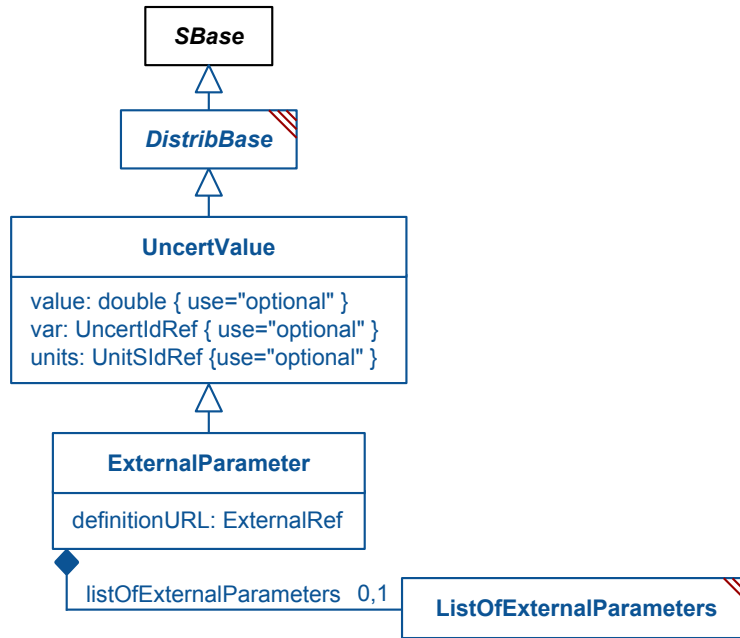 SBase
DistribBase
UncertValue
value: double { use="optional" }
var: UncertIdRef { use="optional" }
units: UnitSIdRef {use="optional" }
ExternalParameter
definitionURL: ExternalRef
listOfExternalParameters 0,1
ListOfExternalParameters